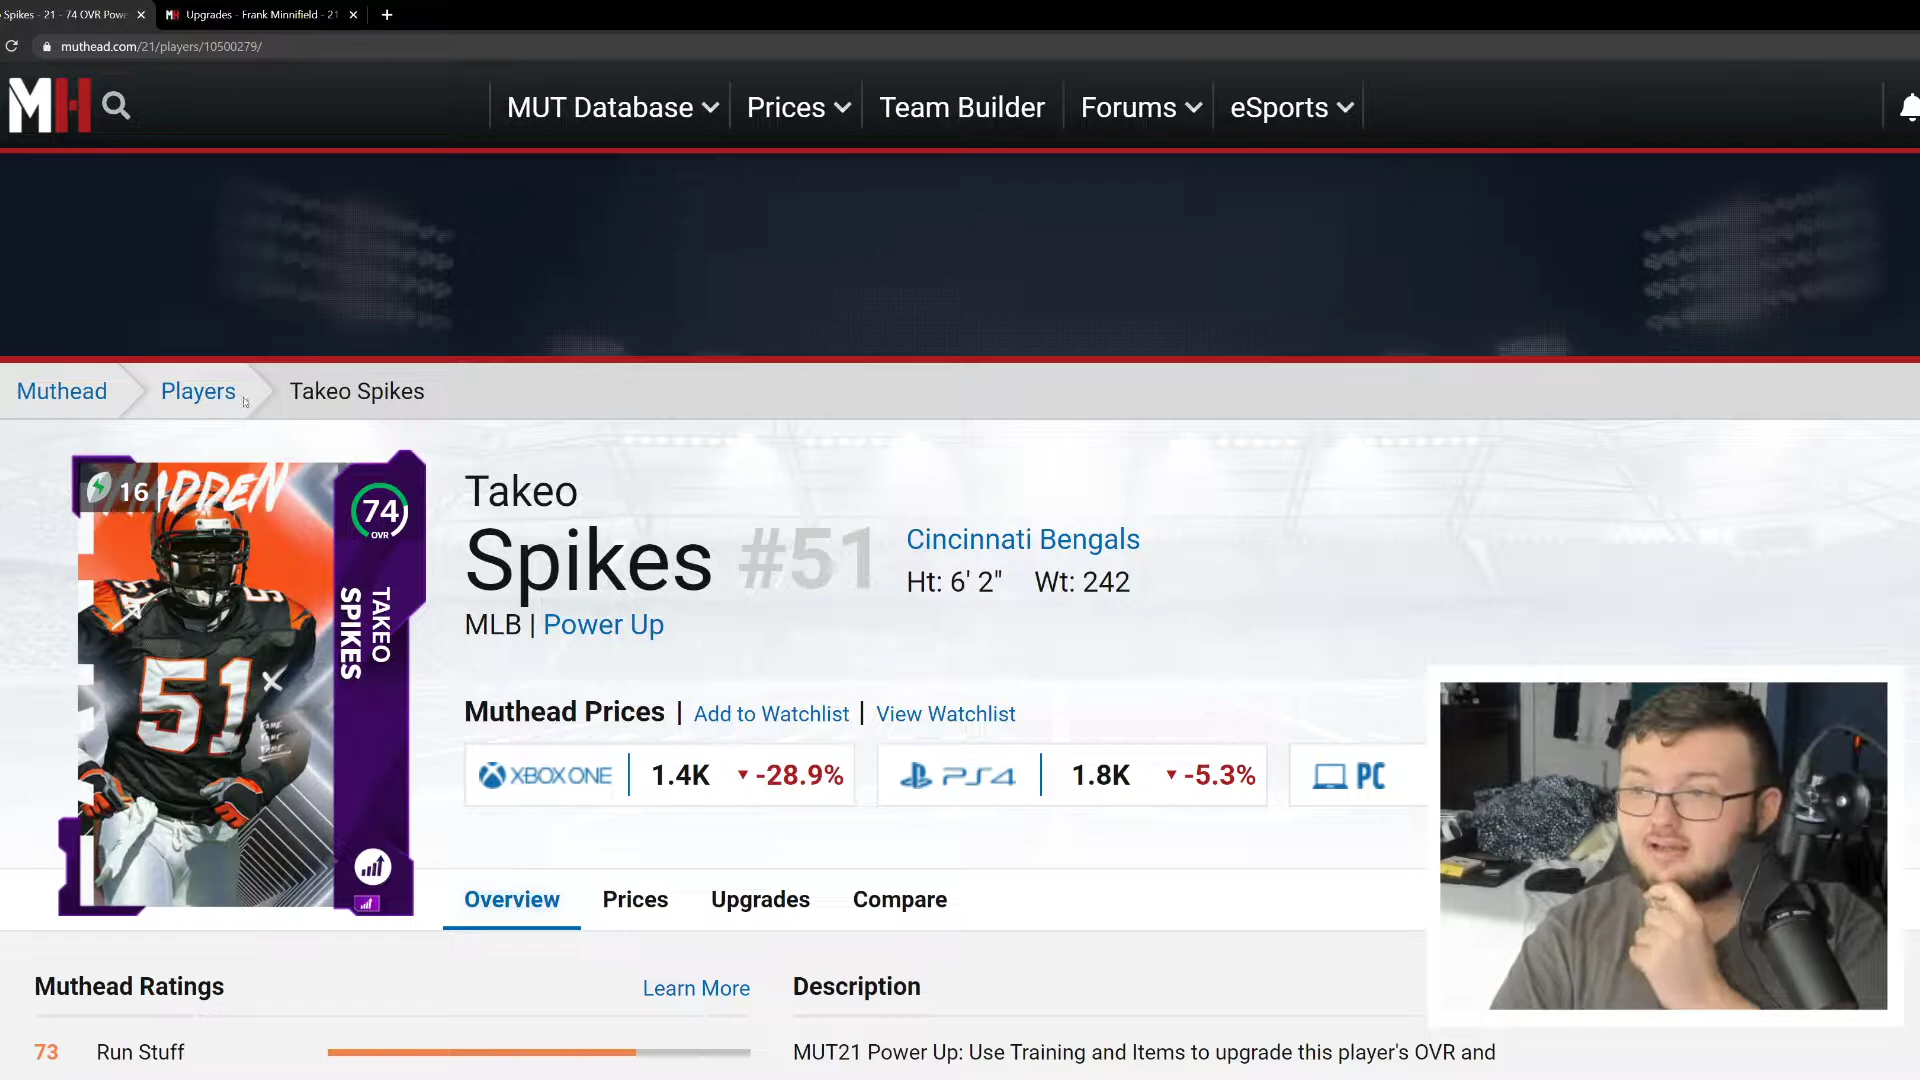 Spikes - 21 - 74 OVR Powe
Upgrades - Frank Minnifield - 21
muthead.com/21/players/10500279/
MH
MUT Database
Prices
Team Builder
Forums
eSports
Muthead
Players
Takeo Spikes
16
MADDEN
74
OVR
TAKEO
SPIKES
51
Takeo
Spikes #51
Cincinnati Bengals
Ht: 6' 2" Wt: 242
MLB | Power Up
Muthead Prices | Add to Watchlist | View Watchlist
XBOX ONE 1.4K -28.9%
PS4 1.8K -5.3%
PC
Overview
Prices
Upgrades
Compare
Muthead Ratings
Learn More
Description
73 Run Stuff
MUT21 Power Up: Use Training and Items to upgrade this player's OVR and